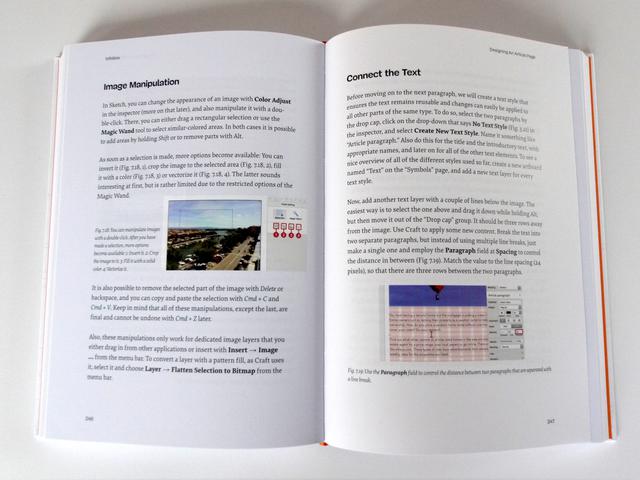 Infobox
Image Manipulation
In Sketch, you can change the appearance of an image with Color Adjust
in the inspector (more on that later), and also manipulate it with a dou-
ble-click. There, you can either drag a rectangular selection or use the
Magic Wand tool to select similar-colored areas. In both cases it is possible
to add areas by holding Shift or to remove parts with Alt.
As soon as a selection is made, more options become available: You can
invert it (Fig. 7.18, 1), crop the image to the selected area (Fig. 7.18, 2), fill
it with a color (Fig. 7.18, 3) or vectorize it (Fig. 7.18, 4). The latter sounds
interesting at first, but is rather limited due to the restricted options of the
Magic Wand.
Fig. 7.18: You can manipulate images
with a double-click. After you have
made a selection, more options
become available: 1: Invert it. 2: Crop
the image to it. 3: Fill it with a solid
color. 4: Vectorize it.
It is also possible to remove the selected part of the image with Delete or
backspace, and you can copy and paste the selection with Cmd + C and
Cmd + V. Keep in mind that all of these manipulations, except the last, are
final and cannot be undone with Cmd + Z later.
Also, these manipulations only work for dedicated image layers that you
either drag in from other applications or insert with Insert → Image
… from the menu bar. To convert a layer with a pattern fill, as Craft uses
it, select it and choose Layer → Flatten Selection to Bitmap from the
menu bar.
246
Designing An Article Page
Connect the Text
Before moving on to the next paragraph, we will create a text style that
ensures the text remains reusable and changes can easily be applied to
all other parts of the same type. To do so, select the two paragraphs by
the drop cap, click on the drop-down that says No Text Style (Fig. 3.21) in
the inspector, and select Create New Text Style. Name it something like
“Article paragraph.” Also do this for the title and the introductory text, with
appropriate names, and later on for all of the other text elements. To see a
nice overview of all of the different styles used so far, create a new artboard
named “Text” on the “Symbols” page, and add a new text layer for every
text style.
Now, add another text layer with a couple of lines below the image. The
easiest way is to select the one above and drag it down while holding Alt,
but then move it out of the “Drop cap” group. It should be three rows away
from the image. Use Craft to apply some new content. Break the text into
two separate paragraphs, but instead of using multiple line breaks, just
make a single one and employ the Paragraph field at Spacing to control
the distance in between (Fig 7.19). Match the value to the line spacing (24
pixels), so that there are three rows between the two paragraphs.
Fig. 7.19: Use the Paragraph field to control the distance between two paragraphs that are separated with
a line break.
247